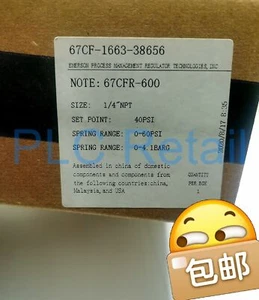 67CF-1663-38656
EMERSON PROCESS MANAGEMENT REGULATOR TECHNOLOGIES, INC
NOTE: 67CFR-600
SIZE: 1/4"NPT
SET POINT: 40PSI
SPRING RANGE: 0-60PSI
SPRING RANGE: 0-4.1BARG
Assembled in china of domestic
components and components from
the following countries:china,
Malaysia, and USA
QUANTITY
PER BOX
1
PLC Retail
包邮